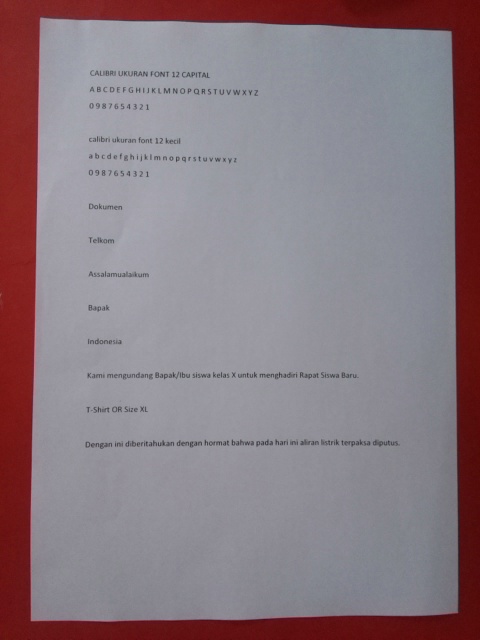 CALIBRI UKURAN FONT 12 CAPITAL
A B C D E F G H I J K L M N O P Q R S T U V W X Y Z
0 9 8 7 6 5 4 3 2 1
calibri ukuran font 12 kecil
a b c d e f g h i j k l m n o p q r s t u v w x y z
0 9 8 7 6 5 4 3 2 1
Dokumen
Telkom
Assalamualaikum
Bapak
Indonesia
Kami mengundang Bapak/Ibu siswa kelas X untuk menghadiri Rapat Siswa Baru.
T-Shirt OR Size XL
Dengan ini diberitahukan dengan hormat bahwa pada hari ini aliran listrik terpaksa diputus.